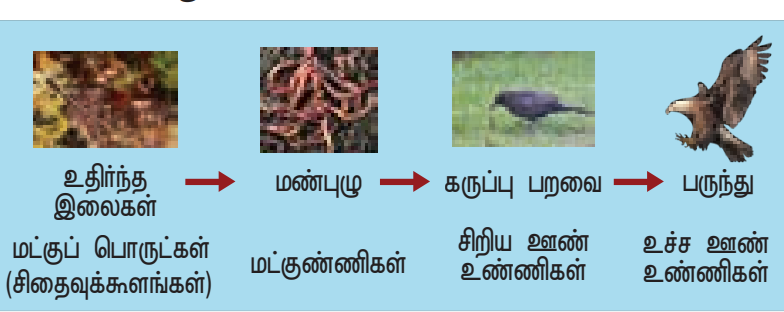 உதிர்ந்த
இலைகள்
மண்புழு
கருப்பு பறவை
பருந்து
மட்குப் பொருட்கள்
(சிதைவுக்கூளங்கள்)
மட்குண்ணிகள்
சிறிய ஊண்
உண்ணிகள்
உச்ச ஊண்
உண்ணிகள்